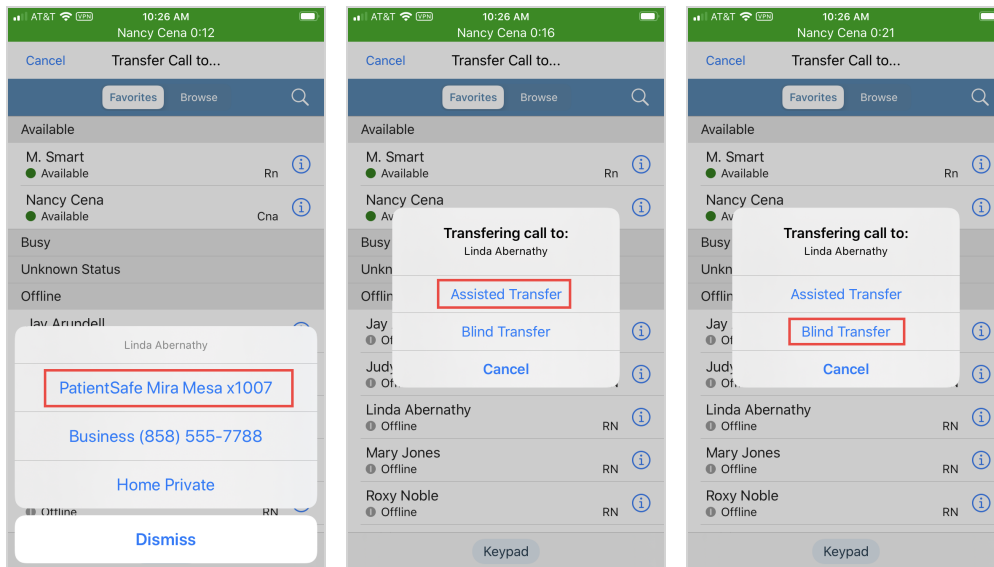 AT&T VPN 10:26 AM
Nancy Cena 0:12
Cancel Transfer Call to...
Favorites Browse
Available
M. Smart
Available Rn
Nancy Cena
Available Cna
Busy
Unknown Status
Offline
Jay Arundell
Linda Abernathy
PatientSafe Mira Mesa x1007
Business (858) 555-7788
Home Private
Offline RN
Dismiss
AT&T VPN 10:26 AM
Nancy Cena 0:16
Cancel Transfer Call to...
Favorites Browse
Available
M. Smart
Available Rn
Nancy Cena
Busy
Transfering call to:
Linda Abernathy
Assisted Transfer
Blind Transfer
Cancel
Jay
Linda Abernathy
Offline RN
Mary Jones
Offline RN
Roxy Noble
Offline RN
Keypad
AT&T VPN 10:26 AM
Nancy Cena 0:21
Cancel Transfer Call to...
Favorites Browse
Available
M. Smart
Available Rn
Nancy Cena
Busy
Transfering call to:
Linda Abernathy
Assisted Transfer
Blind Transfer
Cancel
Jay
Linda Abernathy
Offline RN
Mary Jones
Offline RN
Roxy Noble
Offline RN
Keypad